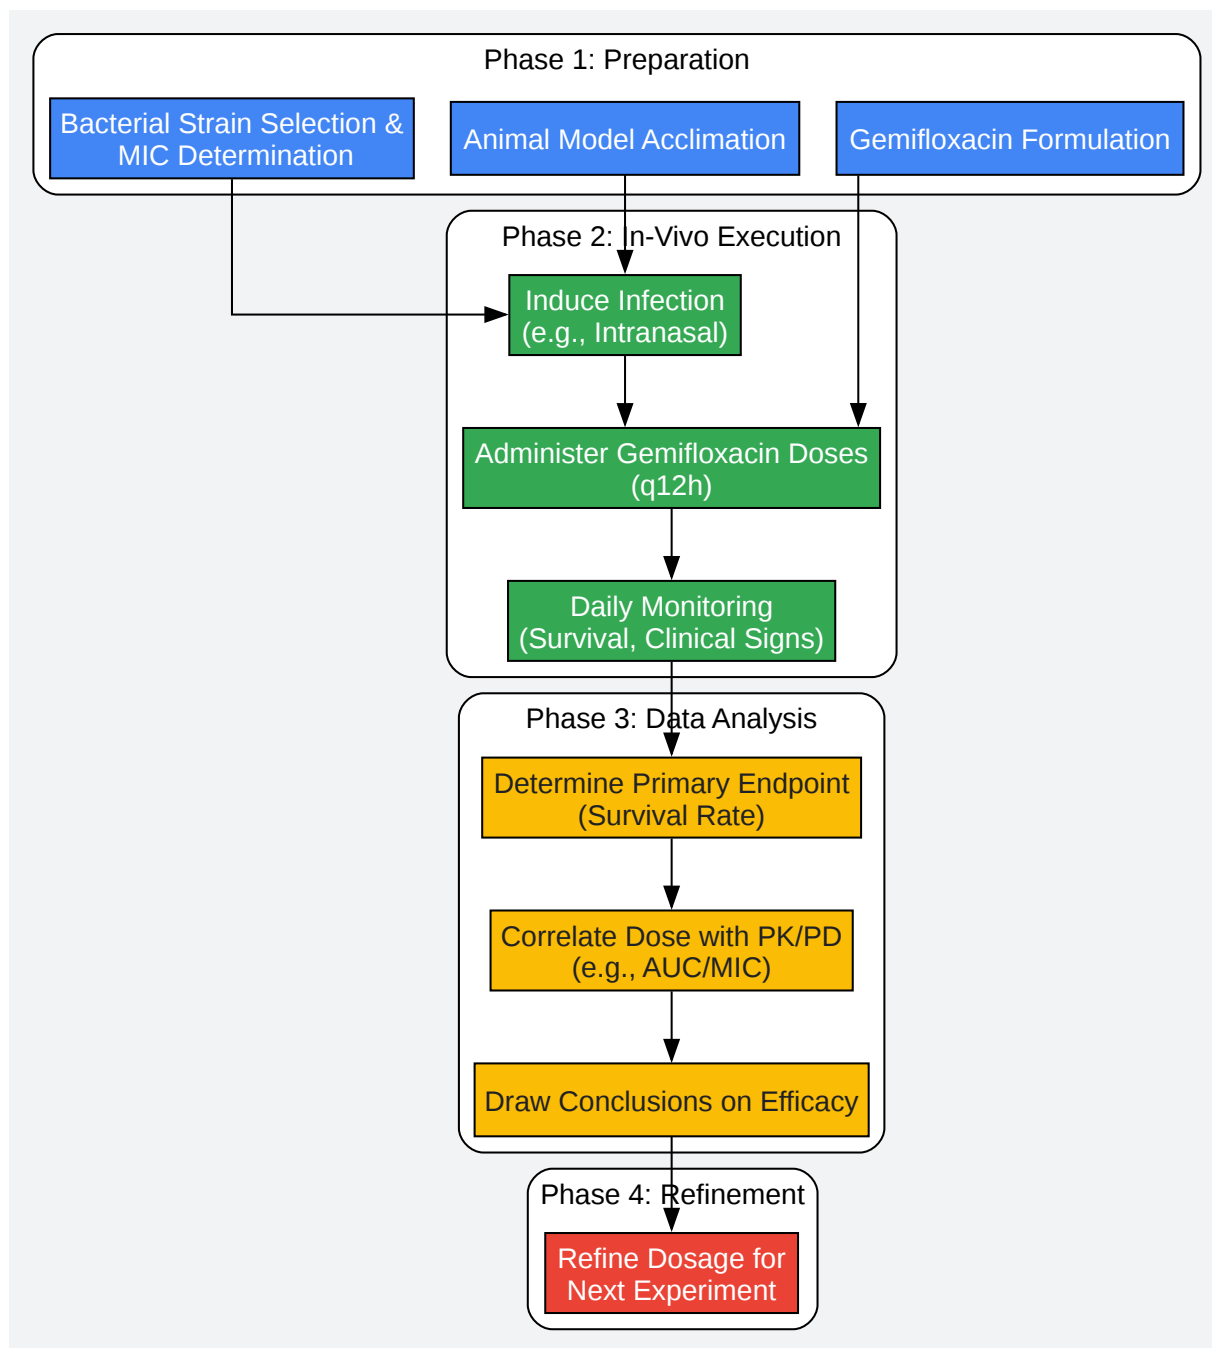 Phase 1: Preparation
Bacterial Strain Selection &
MIC Determination
Animal Model Acclimation
Gemifloxacin Formulation
Phase 2: In-Vivo Execution
Induce Infection
(e.g., Intranasal)
Administer Gemifloxacin Doses
(q12h)
Daily Monitoring
(Survival, Clinical Signs)
Phase 3: Data Analysis
Determine Primary Endpoint
(Survival Rate)
Correlate Dose with PK/PD
(e.g., AUC/MIC)
Draw Conclusions on Efficacy
Phase 4: Refinement
Refine Dosage for
Next Experiment